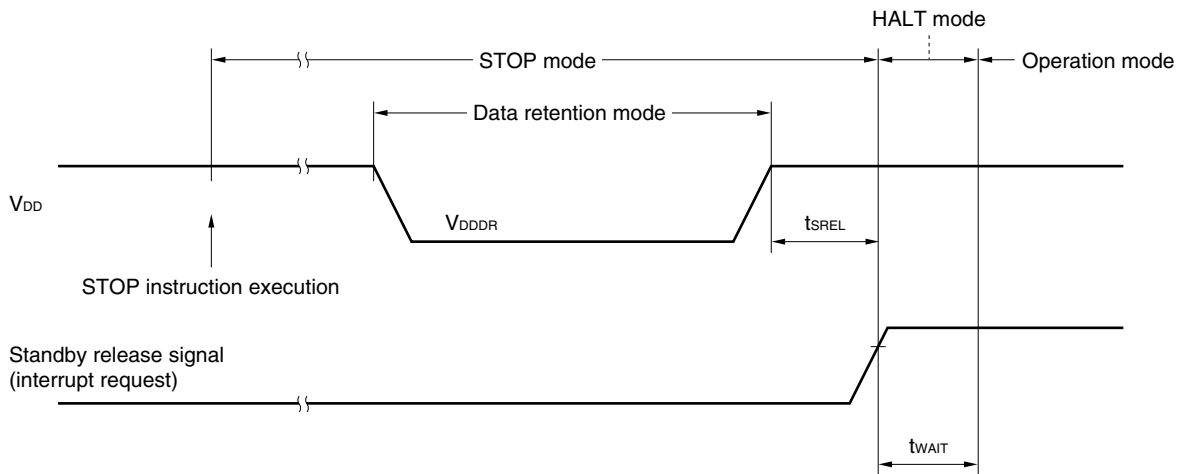 HALT mode
STOP mode
Operation mode
Data retention mode
VDD
VDDDR
tSREL
STOP instruction execution
Standby release signal
(interrupt request)
tWAIT